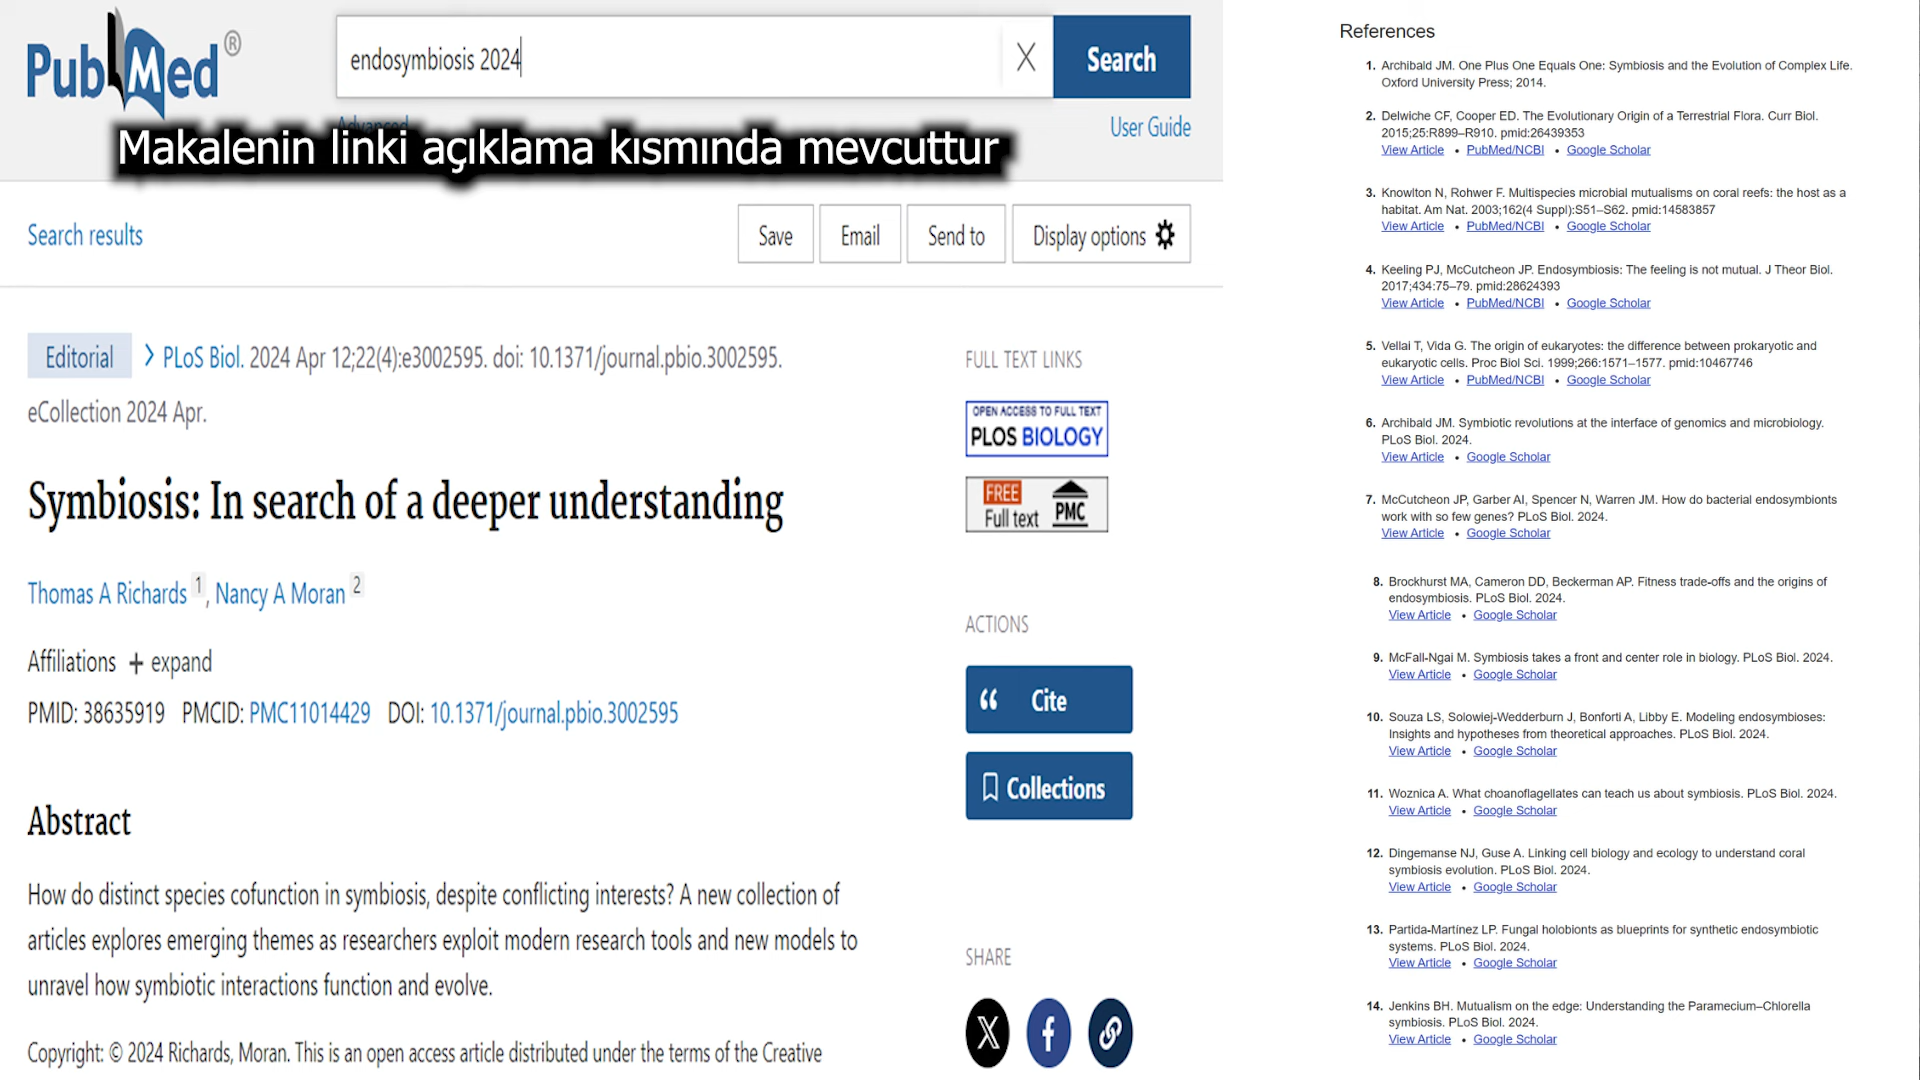 PubMed®
endosymbiosis 2024
Search
Advanced
User Guide
Makalenin linki açıklama kısmında mevcuttur
Search results
Save
Email
Send to
Display options
Editorial
PLoS Biol. 2024 Apr 12;22(4):e3002595. doi: 10.1371/journal.pbio.3002595.
eCollection 2024 Apr.
Symbiosis: In search of a deeper understanding
Thomas A Richards 1, Nancy A Moran 2
Affiliations + expand
PMID: 38635919 PMCID: PMC11014429 DOI: 10.1371/journal.pbio.3002595
Abstract
How do distinct species cofunction in symbiosis, despite conflicting interests? A new collection of
articles explores emerging themes as researchers exploit modern research tools and new models to
unravel how symbiotic interactions function and evolve.
Copyright: © 2024 Richards, Moran. This is an open access article distributed under the terms of the Creative
FULL TEXT LINKS
OPEN ACCESS TO FULL TEXT
PLOS BIOLOGY
FREE
Full text PMC
ACTIONS
Cite
Collections
SHARE
References
1. Archibald JM. One Plus One Equals One: Symbiosis and the Evolution of Complex Life.
Oxford University Press; 2014.
2. Delwiche CF, Cooper ED. The Evolutionary Origin of a Terrestrial Flora. Curr Biol.
2015;25:R899–R910. pmid:26439353
View Article • PubMed/NCBI • Google Scholar
3. Knowlton N, Rohwer F. Multispecies microbial mutualisms on coral reefs: the host as a
habitat. Am Nat. 2003;162(4 Suppl):S51–S62. pmid:14583857
View Article • PubMed/NCBI • Google Scholar
4. Keeling PJ, McCutcheon JP. Endosymbiosis: The feeling is not mutual. J Theor Biol.
2017;434:75–79. pmid:28624393
View Article • PubMed/NCBI • Google Scholar
5. Vellai T, Vida G. The origin of eukaryotes: the difference between prokaryotic and
eukaryotic cells. Proc Biol Sci. 1999;266:1571–1577. pmid:10467746
View Article • PubMed/NCBI • Google Scholar
6. Archibald JM. Symbiotic revolutions at the interface of genomics and microbiology.
PLoS Biol. 2024.
View Article • Google Scholar
7. McCutcheon JP, Garber AI, Spencer N, Warren JM. How do bacterial endosymbionts
work with so few genes? PLoS Biol. 2024.
View Article • Google Scholar
8. Brockhurst MA, Cameron DD, Beckerman AP. Fitness trade-offs and the origins of
endosymbiosis. PLoS Biol. 2024.
View Article • Google Scholar
9. McFall-Ngai M. Symbiosis takes a front and center role in biology. PLoS Biol. 2024.
View Article • Google Scholar
10. Souza LS, Solowiej-Wedderburn J, Bonforti A, Libby E. Modeling endosymbioses:
Insights and hypotheses from theoretical approaches. PLoS Biol. 2024.
View Article • Google Scholar
11. Woznica A. What choanoflagellates can teach us about symbiosis. PLoS Biol. 2024.
View Article • Google Scholar
12. Dingemanse NJ, Guse A. Linking cell biology and ecology to understand coral
symbiosis evolution. PLoS Biol. 2024.
View Article • Google Scholar
13. Partida-Martínez LP. Fungal holobionts as blueprints for synthetic endosymbiotic
systems. PLoS Biol. 2024.
View Article • Google Scholar
14. Jenkins BH. Mutualism on the edge: Understanding the Paramecium–Chlorella
symbiosis. PLoS Biol. 2024.
View Article • Google Scholar